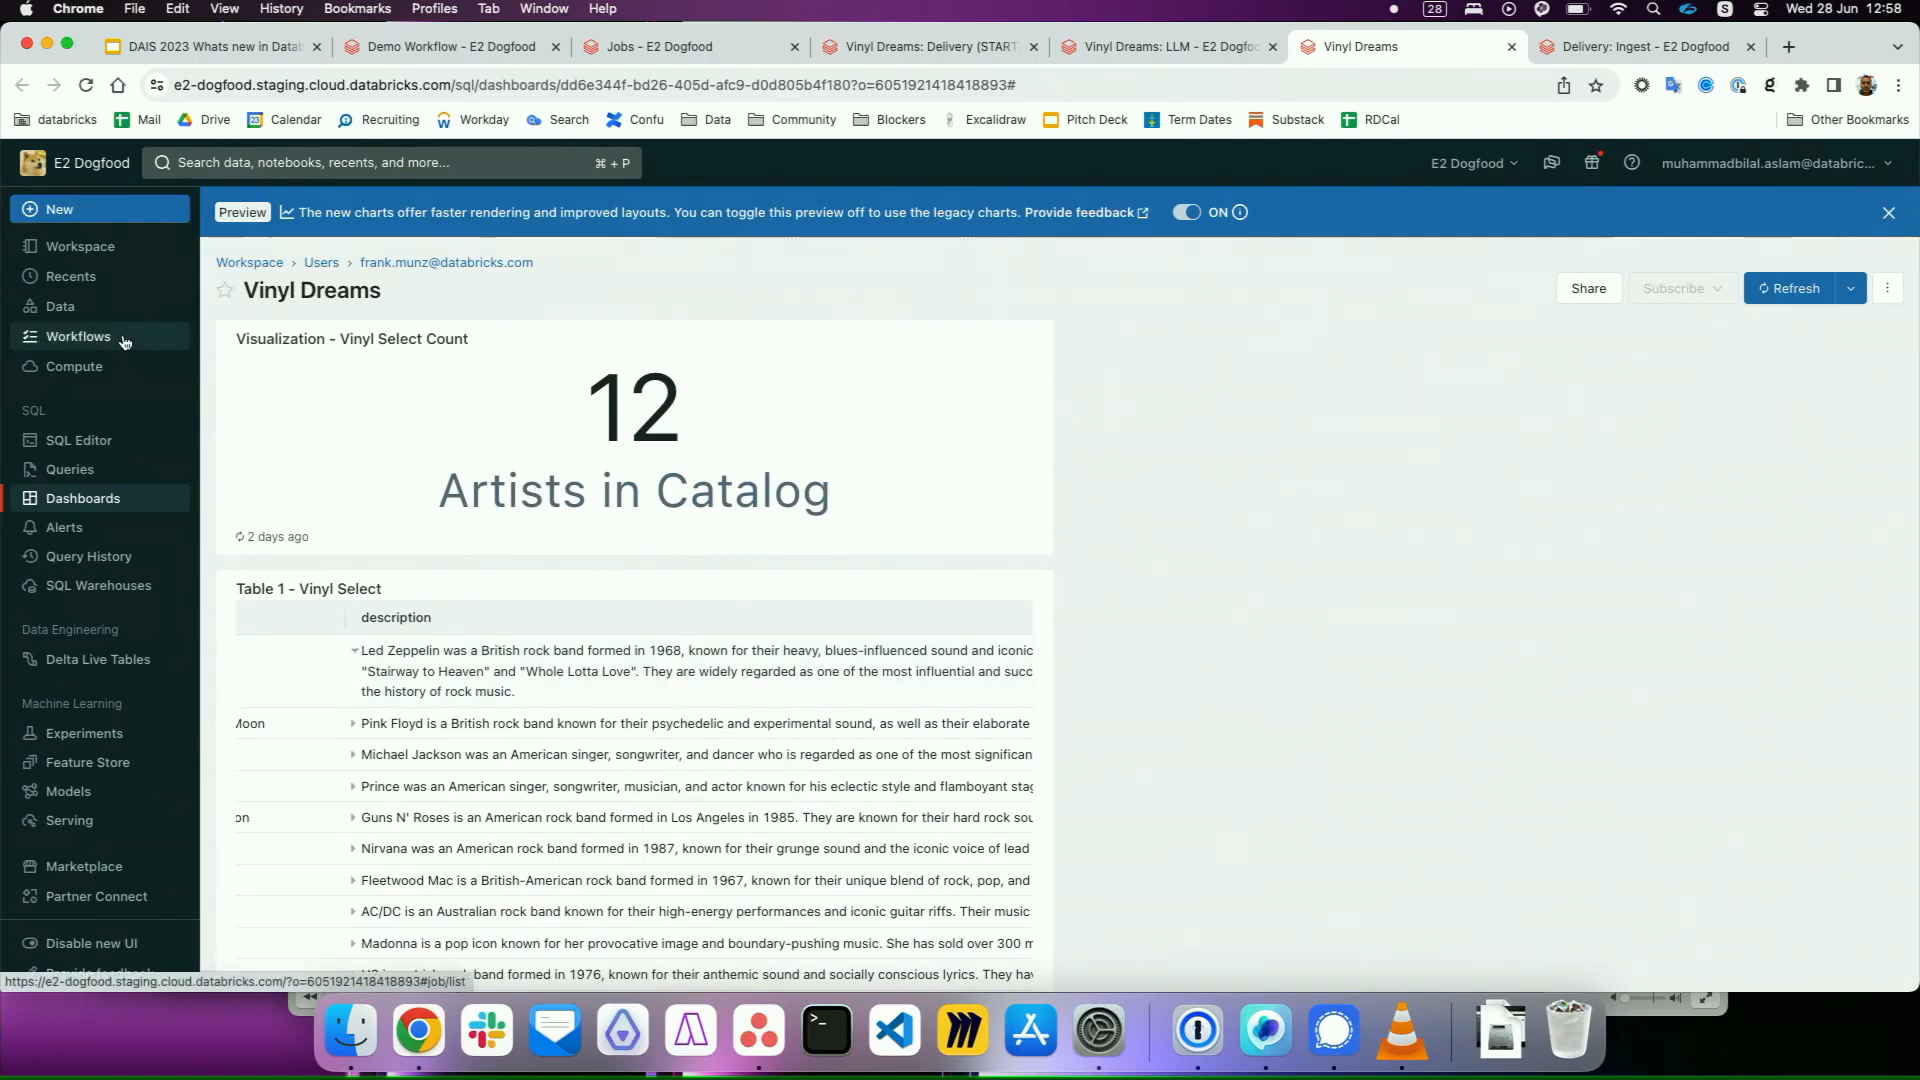 Chrome File Edit View History Bookmarks Profiles Tab Window Help
28 S Wed 28 Jun 12:58
DAIS 2023 Whats new in Datab
Demo Workflow - E2 Dogfood
Jobs - E2 Dogfood
Vinyl Dreams: Delivery (START
Vinyl Dreams: LLM - E2 Dogfoo
Vinyl Dreams
Delivery: Ingest - E2 Dogfood
e2-dogfood.staging.cloud.databricks.com/sql/dashboards/dd6e344f-bd26-405d-afc9-d0d805b4f180?o=6051921418418893#
databricks Mail Drive Calendar Recruiting Workday Search Confu Data Community Blockers Excalidraw Pitch Deck Term Dates Substack RDCal Other Bookmarks
E2 Dogfood
Search data, notebooks, recents, and more... ⌘ + P
E2 Dogfood
muhammadbilal.aslam@databric...
New
Workspace
Recents
Data
Workflows
Compute
SQL
SQL Editor
Queries
Dashboards
Alerts
Query History
SQL Warehouses
Data Engineering
Delta Live Tables
Machine Learning
Experiments
Feature Store
Models
Serving
Marketplace
Partner Connect
Disable new UI
Provide feedback
https://e2-dogfood.staging.cloud.databricks.com/?o=6051921418418893#job/list
Preview The new charts offer faster rendering and improved layouts. You can toggle this preview off to use the legacy charts. Provide feedback ON
Workspace › Users › frank.munz@databricks.com
Vinyl Dreams
Share Subscribe Refresh
Visualization - Vinyl Select Count
12
Artists in Catalog
2 days ago
Table 1 - Vinyl Select
description
Led Zeppelin was a British rock band formed in 1968, known for their heavy, blues-influenced sound and iconic
"Stairway to Heaven" and "Whole Lotta Love". They are widely regarded as one of the most influential and succ
the history of rock music.
Moon Pink Floyd is a British rock band known for their psychedelic and experimental sound, as well as their elaborate
Michael Jackson was an American singer, songwriter, and dancer who is regarded as one of the most significan
Prince was an American singer, songwriter, musician, and actor known for his eclectic style and flamboyant stag
on Guns N' Roses is an American rock band formed in Los Angeles in 1985. They are known for their hard rock sou
Nirvana was an American rock band formed in 1987, known for their grunge sound and the iconic voice of lead
Fleetwood Mac is a British-American rock band formed in 1967, known for their unique blend of rock, pop, and
AC/DC is an Australian rock band known for their high-energy performances and iconic guitar riffs. Their music
Madonna is a pop icon known for her provocative image and boundary-pushing music. She has sold over 300 m
band formed in 1976, known for their anthemic sound and socially conscious lyrics. They hav